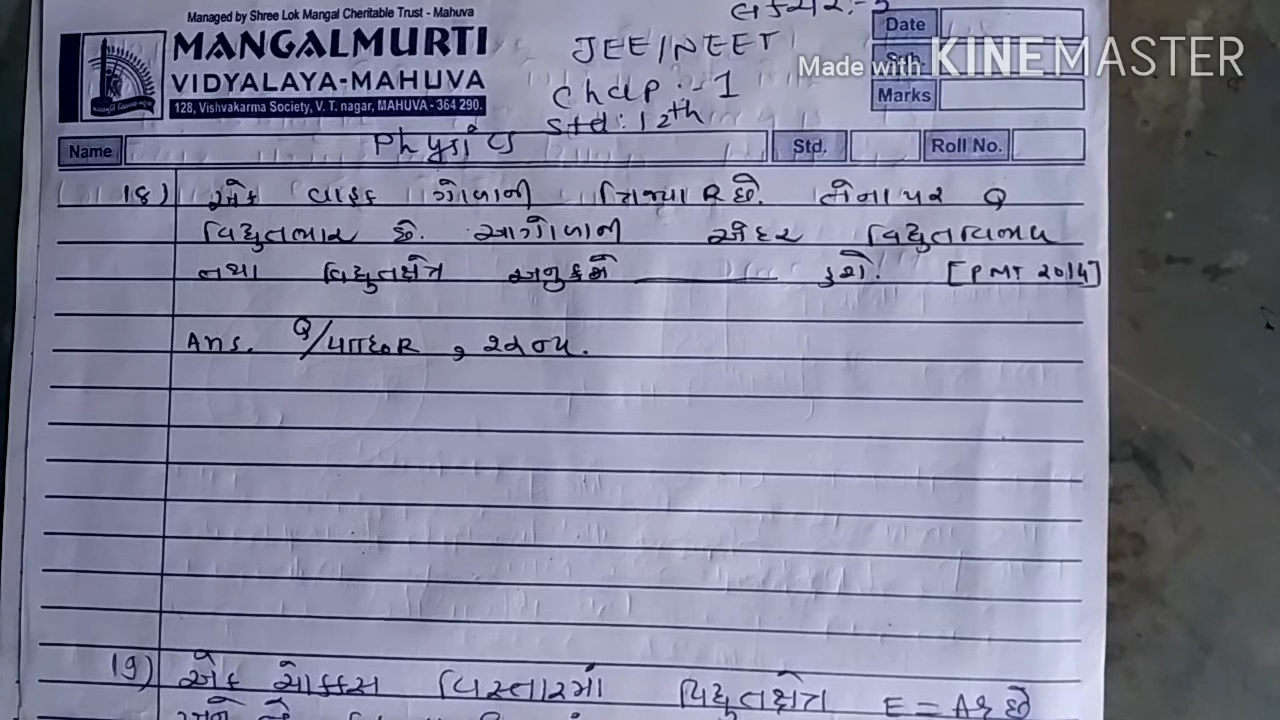 Managed by Shree Lok Mangal Cheritable Trust - Mahuva
MANGALMURTI
VIDYALAYA-MAHUVA
128, Vishvakarma Society, V. T. nagar, MAHUVA - 364 290.
JEE/NEET
Chap :- 1
Std : 12th
Date
Sub.
Marks
Made with KINEMASTER
Name Physics Std. Roll No.
18) એક વાહક ગોળાની ત્રિજ્યા R છે. તેના પર Q
વિદ્યુતભાર છે. આ ગોળાની અંદર વિદ્યુતસ્થિતિમાન
તથા વિદ્યુતક્ષેત્ર અનુક્રમે ______ હશે. [PMT 2014]
Ans. Q/4πε₀R , શૂન્ય.
19) એક ચોક્કસ વિસ્તારમાં વિદ્યુતક્ષેત્ર E = Ar છે